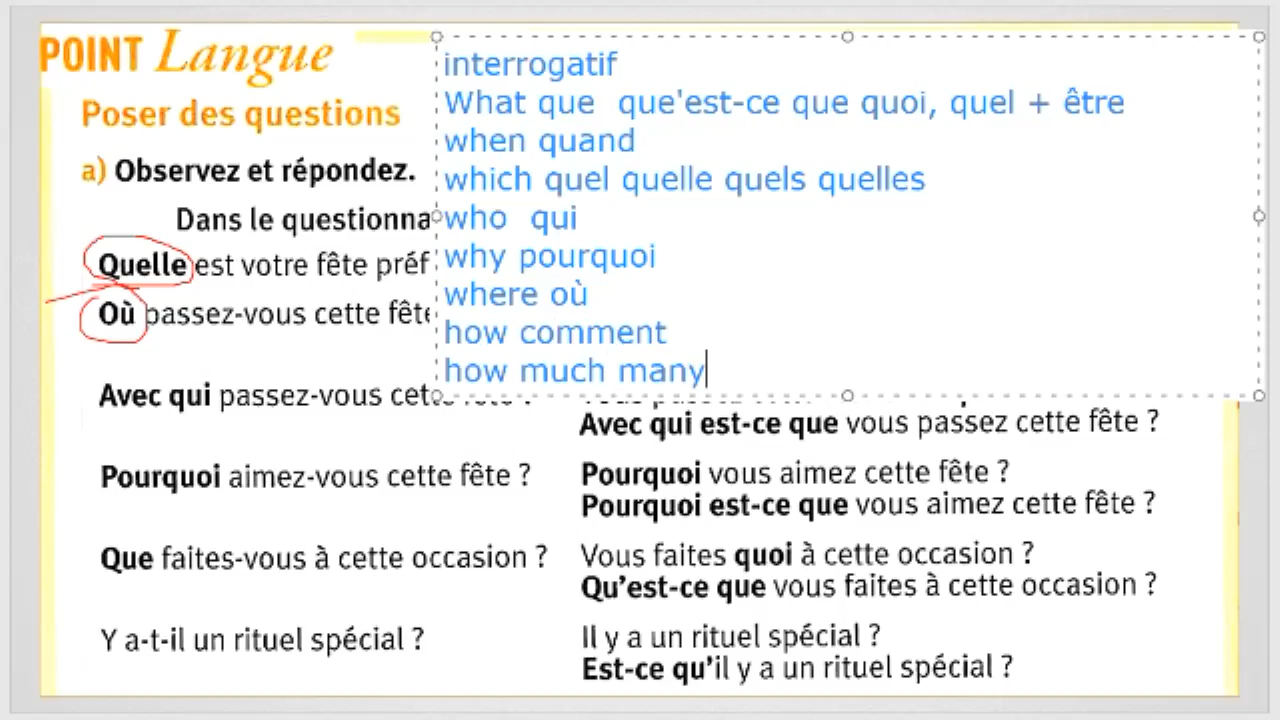 POINT Langue
Poser des questions
a) Observez et répondez.
Dans le
Quelle est votre fête
Où passez-vous cette
Avec qui passez-vous
Pourquoi aimez-vous cette fête ?
Que faites-vous à cette occasion ?
Y a-t-il un rituel spécial ?
interrogatif
What que que'est-ce que quoi, quel + être
when quand
which quel quelle quels quelles
who qui
why pourquoi
where où
how comment
how much many
Avec qui est-ce que vous passez cette fête ?
Pourquoi vous aimez cette fête ?
Pourquoi est-ce que vous aimez cette fête ?
Vous faites quoi à cette occasion ?
Qu'est-ce que vous faites à cette occasion ?
Il y a un rituel spécial ?
Est-ce qu'il y a un rituel spécial ?